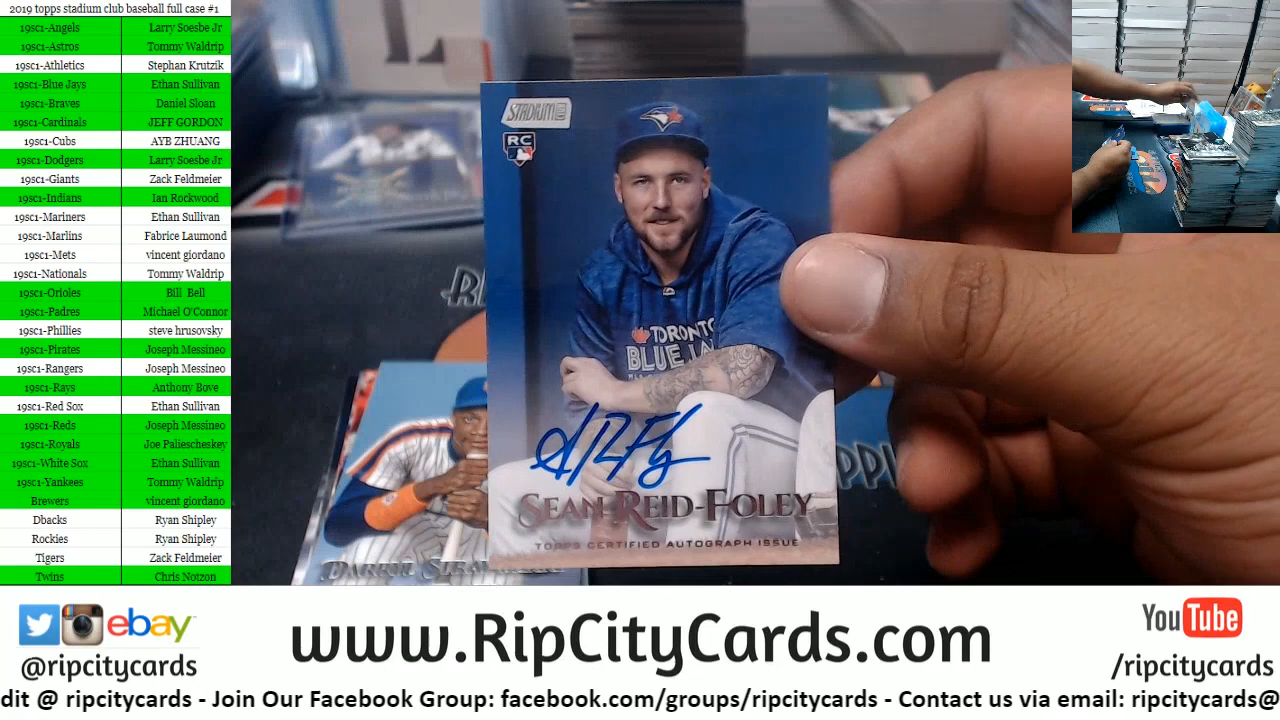 2019 topps stadium club baseball full case #1
19sc1-Angels Larry Soesbe Jr
19sc1-Astros Tommy Waldrip
19sc1-Athletics Stephan Krutzik
19sc1-Blue Jays Ethan Sullivan
19sc1-Braves Daniel Sloan
19sc1-Cardinals JEFF GORDON
19sc1-Cubs AYB ZHUANG
19sc1-Dodgers Larry Soesbe Jr
19sc1-Giants Zack Feldmeier
19sc1-Indians Ian Rockwood
19sc1-Mariners Ethan Sullivan
19sc1-Marlins Fabrice Laumond
19sc1-Mets vincent giordano
19sc1-Nationals Tommy Waldrip
19sc1-Orioles Bill Bell
19sc1-Padres Michael O'Connor
19sc1-Phillies steve hrusovsky
19sc1-Pirates Joseph Messineo
19sc1-Rangers Joseph Messineo
19sc1-Rays Anthony Bove
19sc1-Red Sox Ethan Sullivan
19sc1-Reds Joseph Messineo
19sc1-Royals Joe Paliescheskey
19sc1-White Sox Ethan Sullivan
19sc1-Yankees Tommy Waldrip
Brewers vincent giordano
Dbacks Ryan Shipley
Rockies Ryan Shipley
Tigers Zack Feldmeier
Twins Chris Notzon
STADIUM
RC
TORONTO
BLUE JA
SEAN REID-FOLEY
TOPPS CERTIFIED AUTOGRAPH ISSUE
ebay
@ripcitycards
www.RipCityCards.com
YouTube
/ripcitycards
dit @ ripcitycards - Join Our Facebook Group: facebook.com/groups/ripcitycards - Contact us via email: ripcitycards@